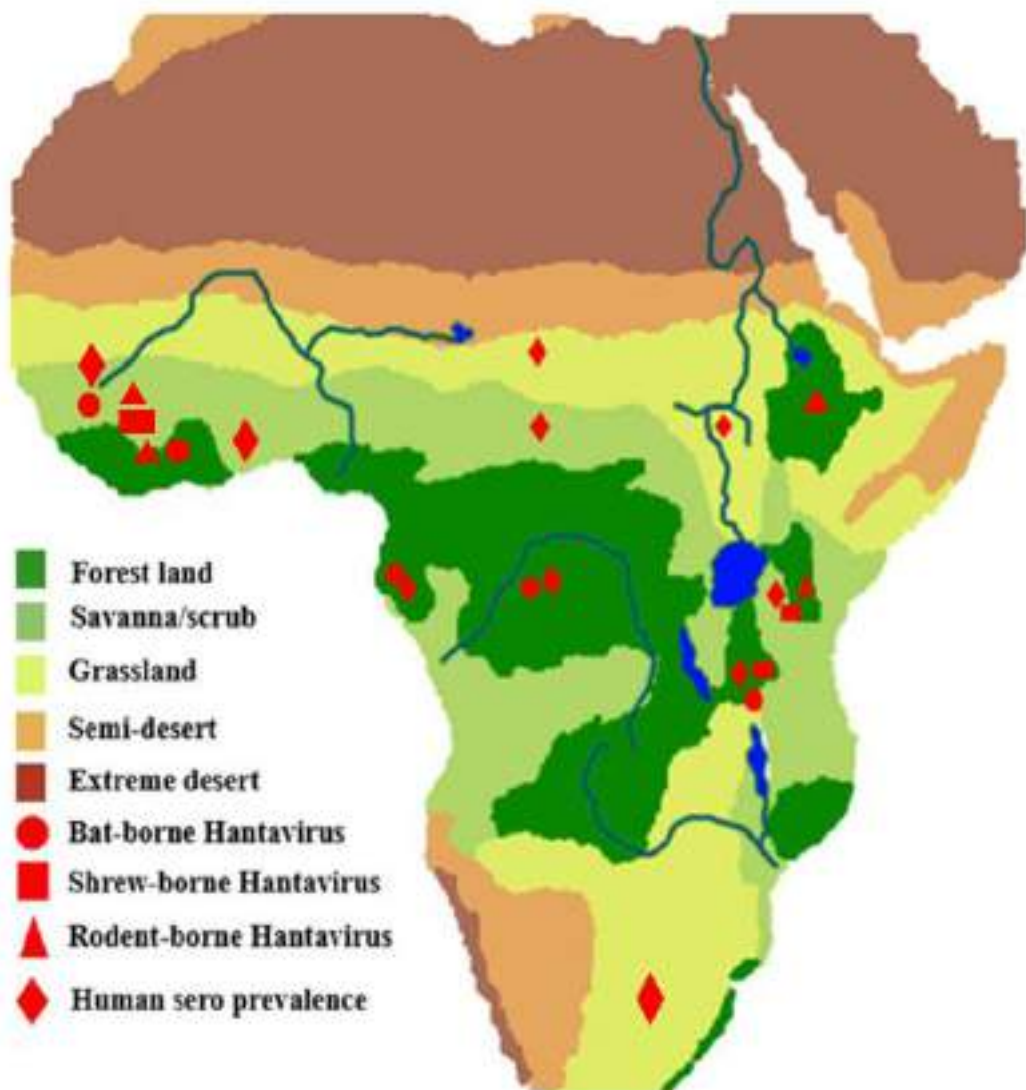 Forest land
Savanna/scrub
Grassland
Semi-desert
Extreme desert
Bat-borne Hantavirus
Shrew-borne Hantavirus
Rodent-borne Hantavirus
Human sero prevalence